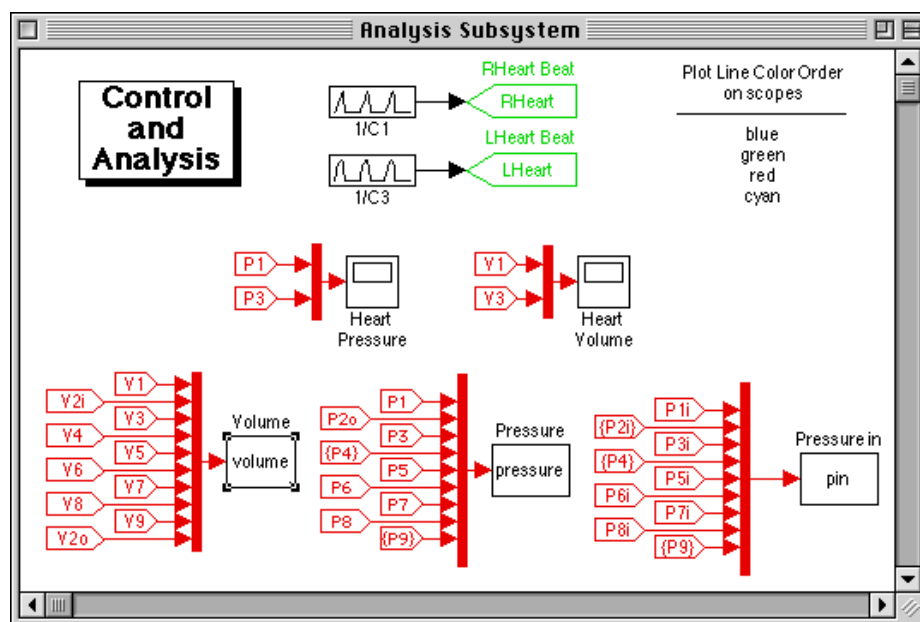 Analysis Subsystem
Control
and
Analysis
RHeart Beat
RHeart
1/C1
LHeart Beat
LHeart
1/C3
Plot Line Color Order
on scopes
blue
green
red
cyan
P1
P3
Heart
Pressure
V1
V3
Heart
Volume
V1
V2i
V3
V4
V5
V6
V7
V8
V9
V2o
Volume
volume
P1
P2o
P3
{P4}
P5
P6
P7
P8
{P9}
Pressure
pressure
P1i
{P2i}
P3i
{P4}
P5i
P6i
P7i
P8i
{P9}
Pressure in
pin